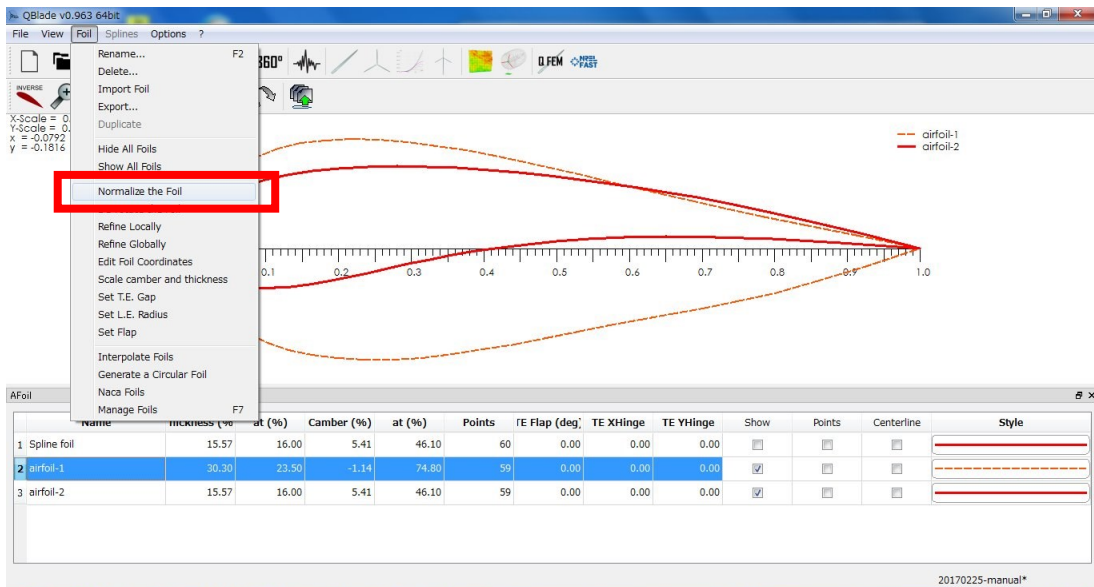 QBlade v0.963 64bit
File View Foil Splines Options ?
Rename... F2
Delete...
Import Foil
Export...
Duplicate
Hide All Foils
Show All Foils
Normalize the Foil
Refine Locally
Refine Globally
Edit Foil Coordinates
Scale camber and thickness
Set T.E. Gap
Set L.E. Radius
Set Flap
Interpolate Foils
Generate a Circular Foil
Naca Foils
Manage Foils F7
360° Q FEM FAST
INVERSE
X-Scale = 0.
Y-Scale = 0.
x = -0.0792
y = -0.1816
airfoil-1
airfoil-2
0.1 0.2 0.3 0.4 0.5 0.6 0.7 0.8 0.9 1.0
AFoil
Name Thickness (% at (%) Camber (%) at (%) Points TE Flap (deg) TE XHinge TE YHinge Show Points Centerline Style
1 Spline foil 15.57 16.00 5.41 46.10 60 0.00 0.00 0.00
2 airfoil-1 30.30 23.50 -1.14 74.80 59 0.00 0.00 0.00
3 airfoil-2 15.57 16.00 5.41 46.10 59 0.00 0.00 0.00
20170225-manual*